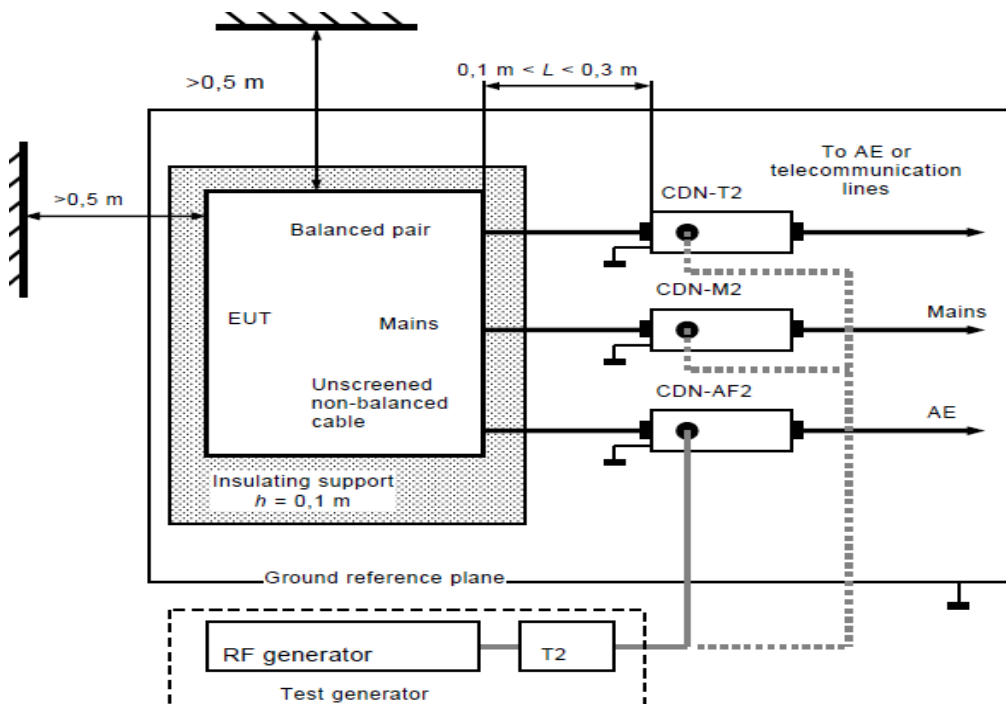 0,1 m < L < 0,3 m
>0,5 m
>0,5 m
To AE or
telecommunication
lines
CDN-T2
Balanced pair
CDN-M2
EUT
Mains
Mains
Unscreened
non-balanced
cable
CDN-AF2
AE
Insulating support
h = 0,1 m
Ground reference plane
RF generator
T2
Test generator